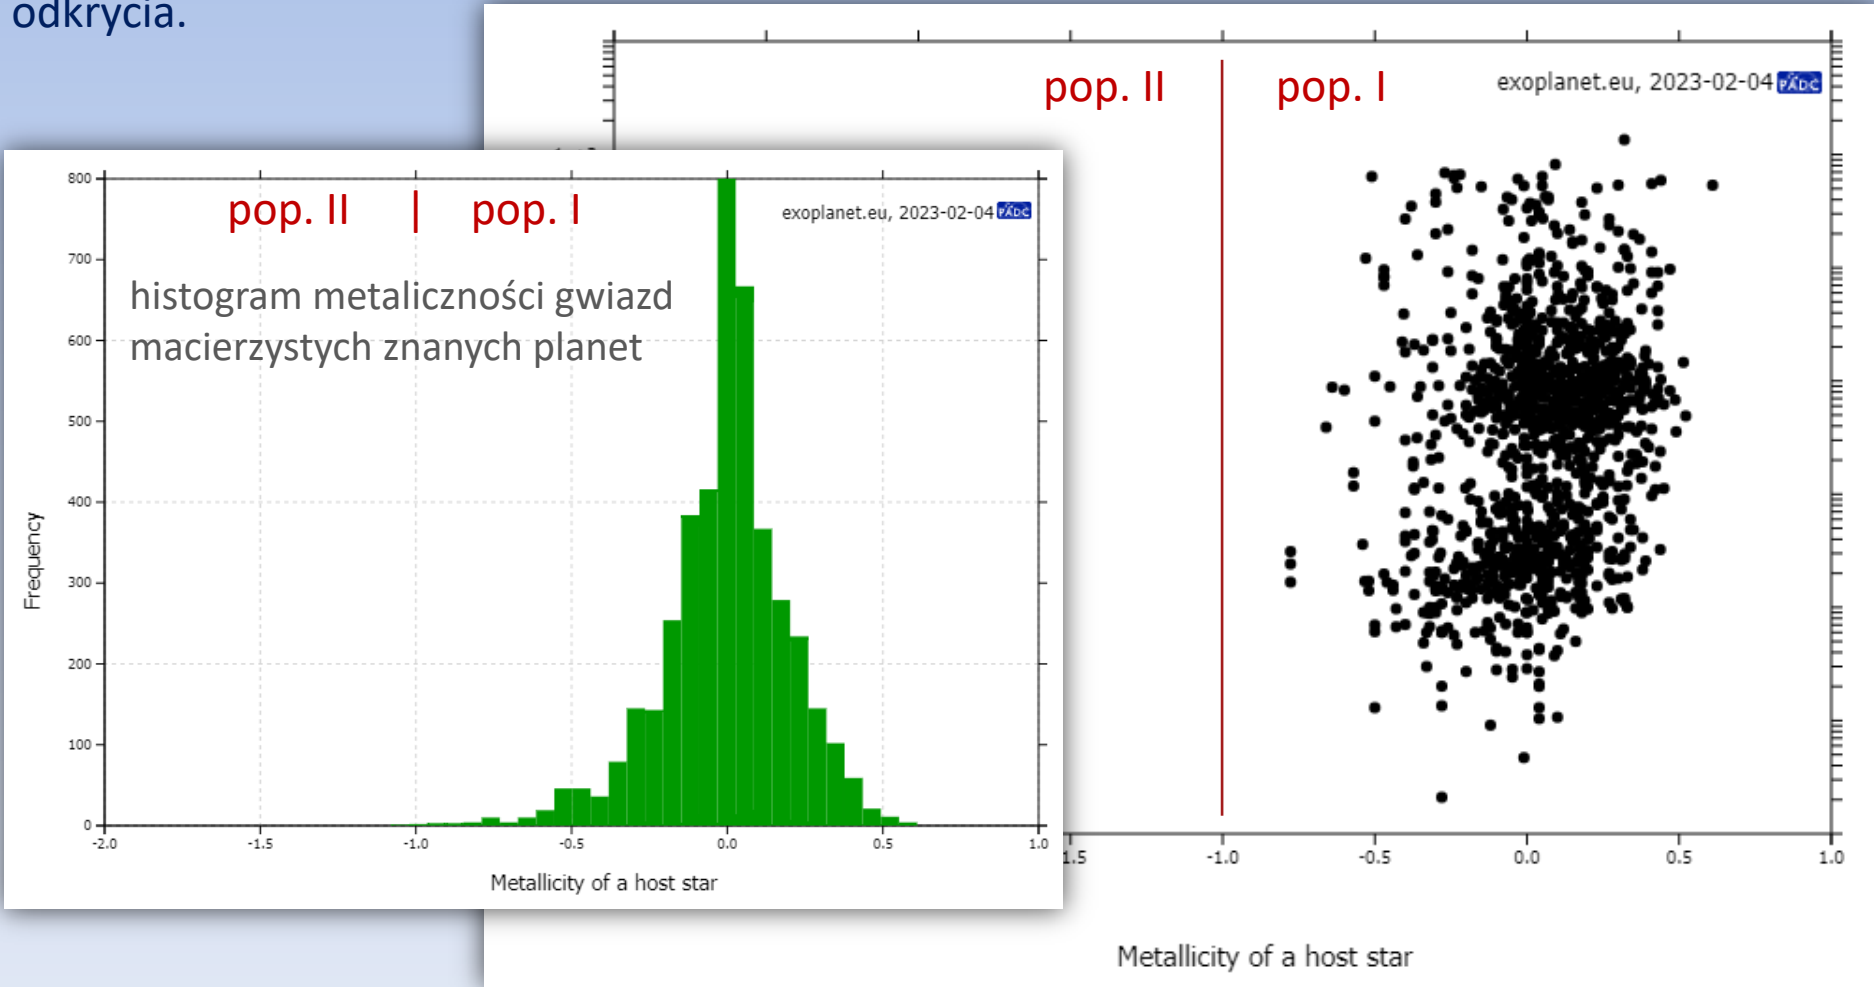 odkrycia.
pop. II pop. I
exoplanet.eu, 2023-02-04 PADC
1.5 -1.0 -0.5 0.0 0.5 1.0
Metallicity of a host star
pop. II | pop. I
exoplanet.eu, 2023-02-04 PADC
histogram metaliczności gwiazd
macierzystych znanych planet
Frequency
800
700
600
500
400
300
200
100
0
-2.0 -1.5 -1.0 -0.5 0.0 0.5 1.0
Metallicity of a host star